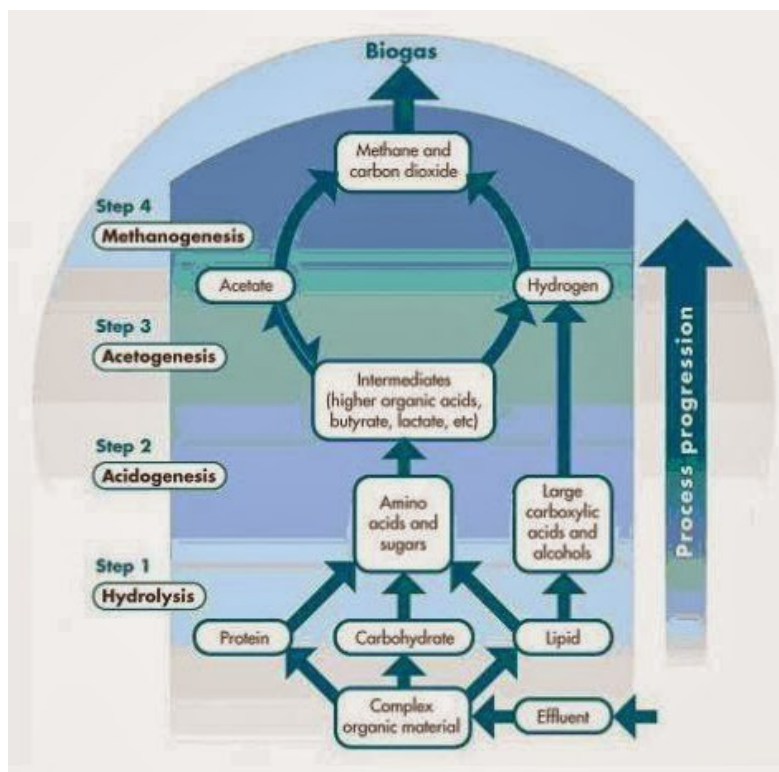 Biogas
Methane and
carbon dioxide
Step 4
Methanogenesis
Acetate
Hydrogen
Step 3
Acetogenesis
Intermediates
(higher organic acids,
butyrate, lactate, etc)
Step 2
Acidogenesis
Amino
acids and
sugars
Large
carboxylic
acids and
alcohols
Step 1
Hydrolysis
Protein
Carbohydrate
Lipid
Complex
organic material
Effluent
Process progression